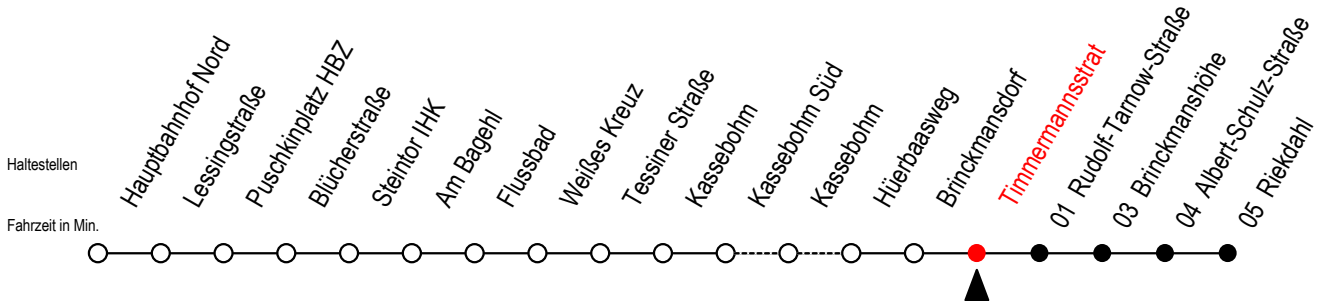 Haltestellen
Fahrzeit in Min.
Hauptbahnhof Nord
Lessingstraße
Puschkinplatz HBZ
Blücherstraße
Steintor IHK
Am Bagehl
Flussbad
Weißes Kreuz
Tessiner Straße
Kassebohm
Kassebohm Süd
Kassebohm
Hüerbaasweg
Brinckmansdorf
Timmermannsstrat
01 Rudolf-Tarnow-Straße
03 Brinckmanshöhe
04 Albert-Schulz-Straße
05 Riekdahl